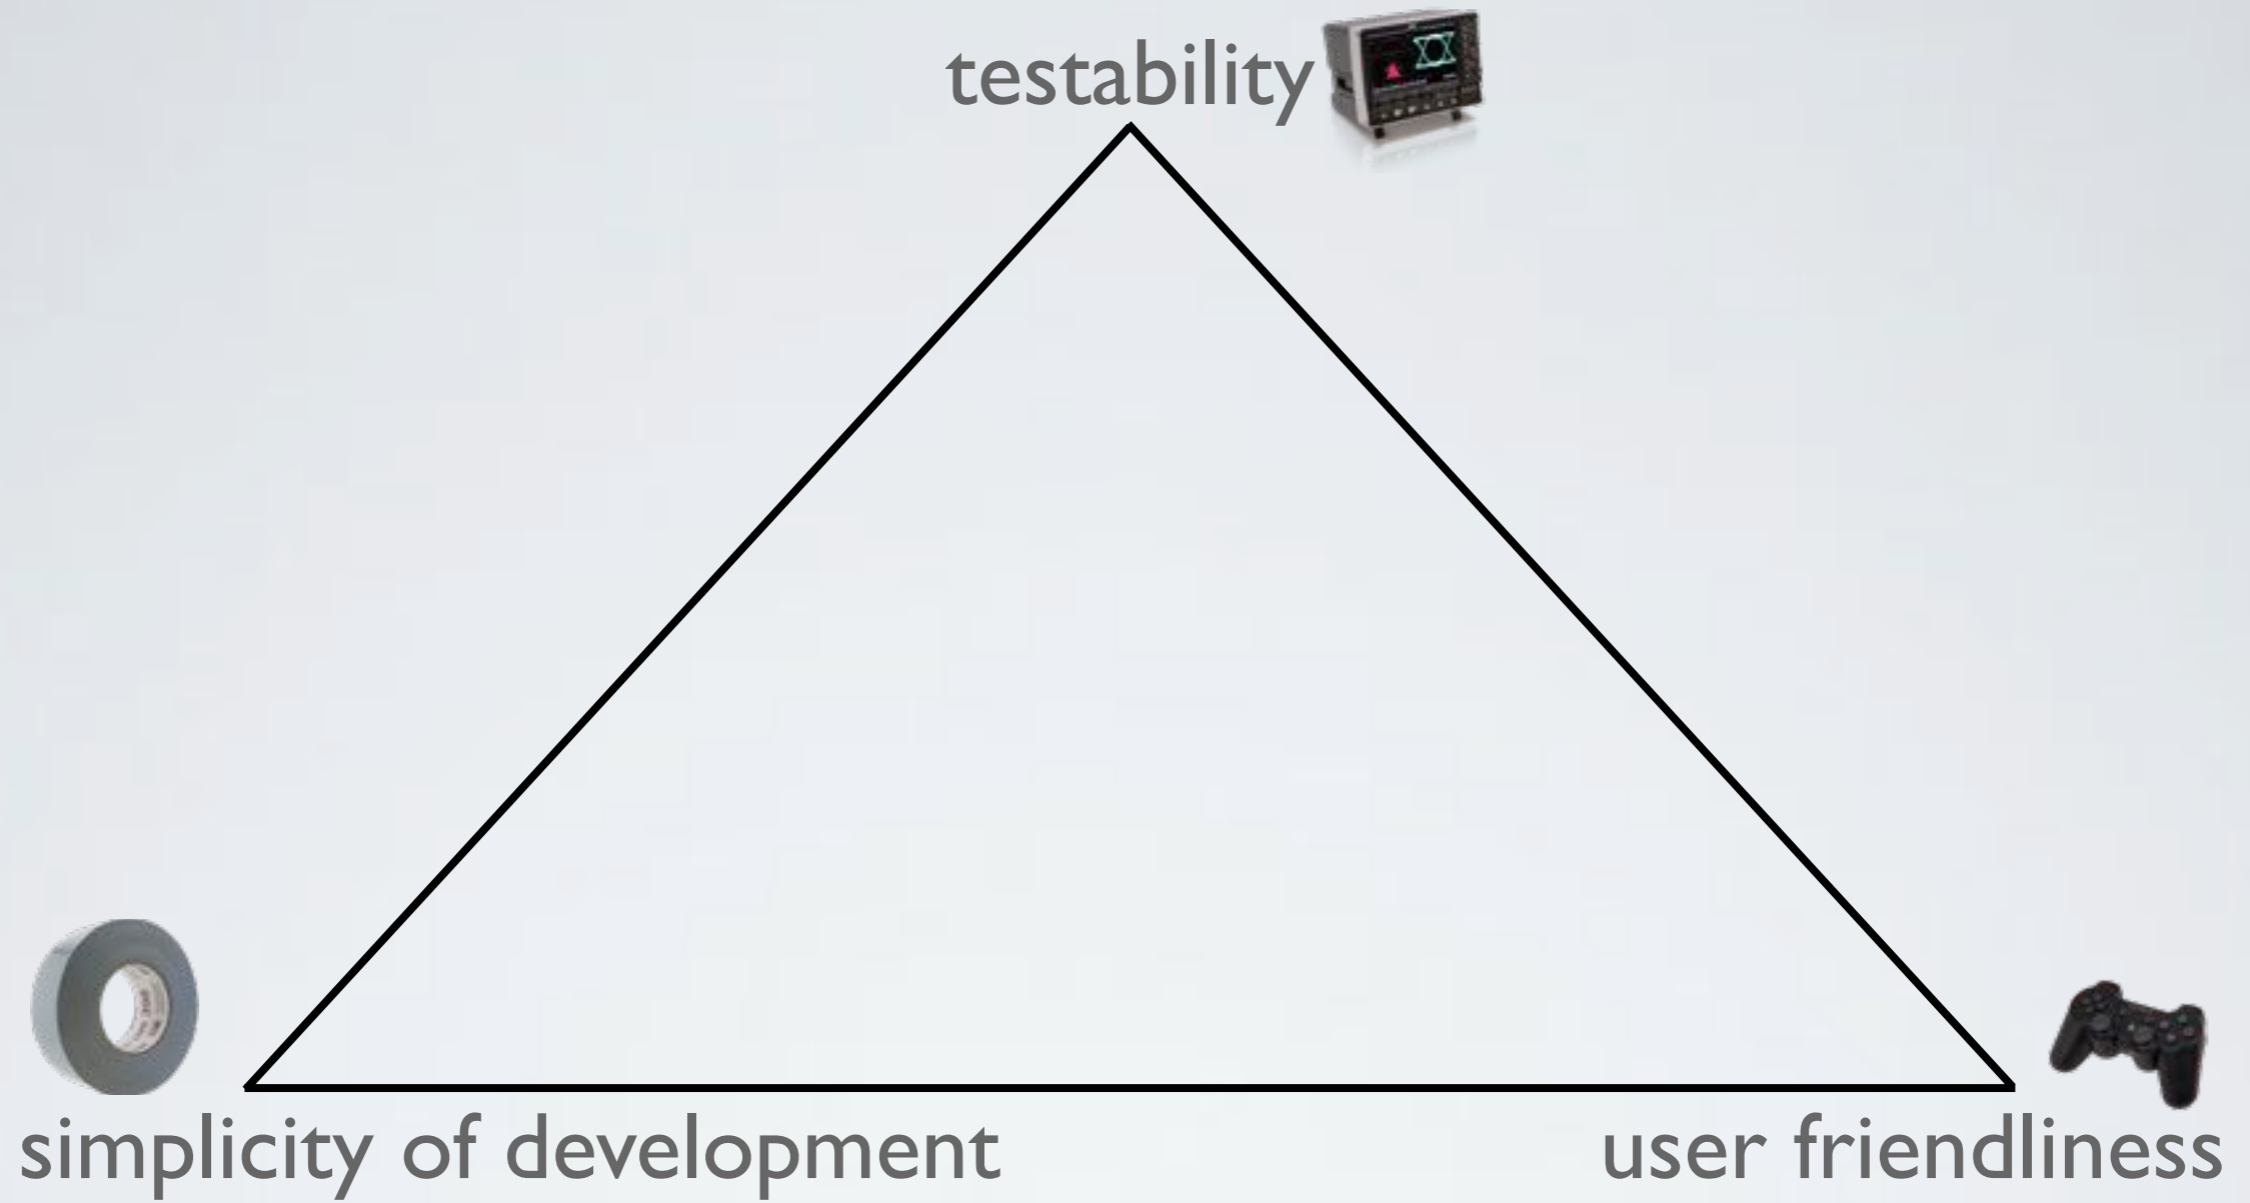 testability
simplicity of development
user friendliness